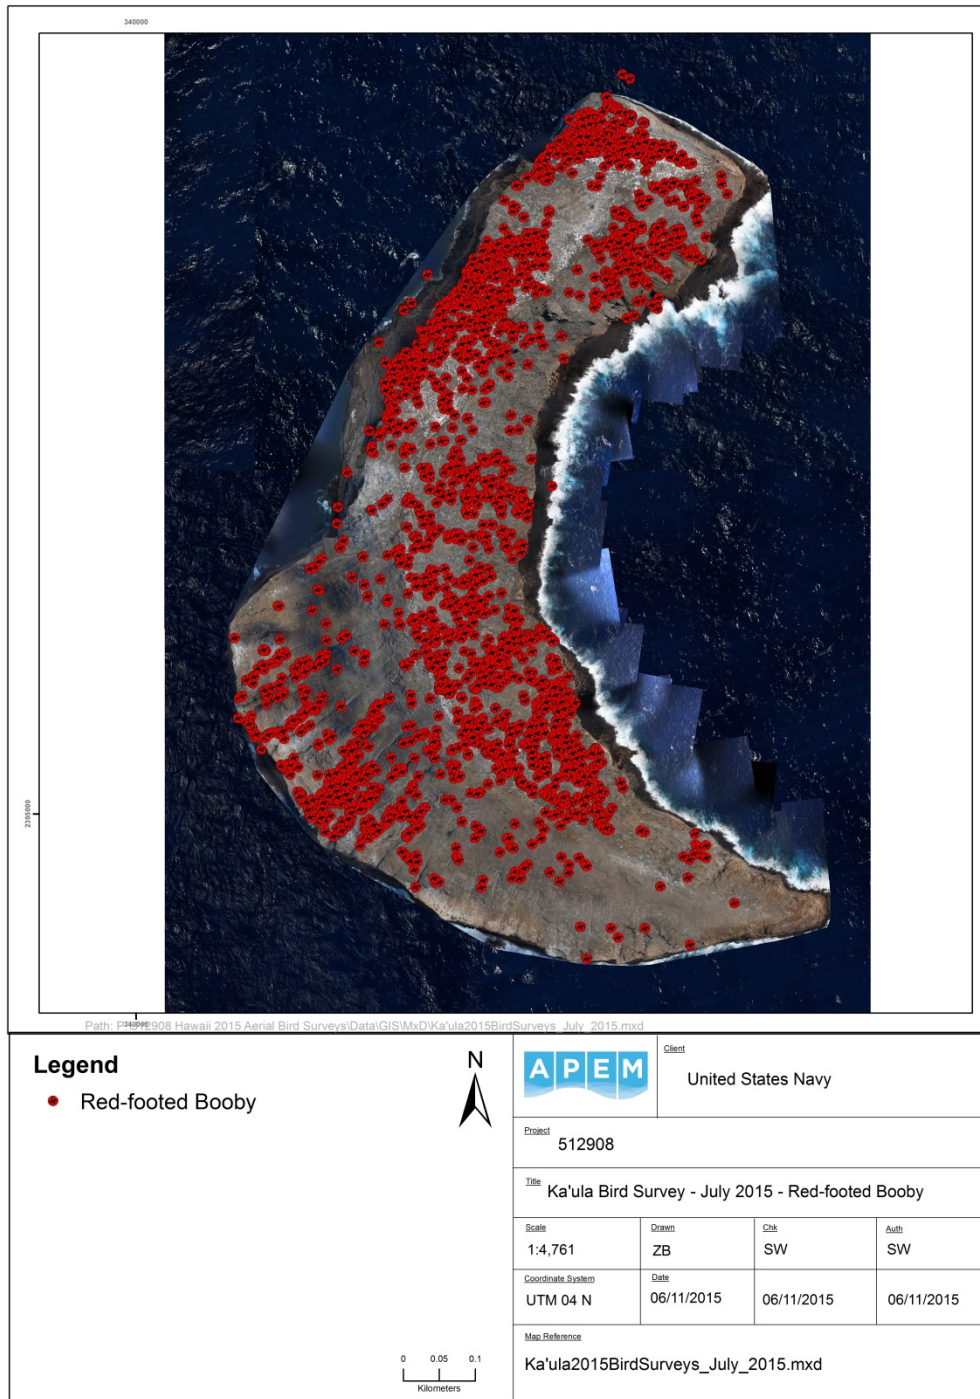 340000
2395000
Path: P:\512908 Hawaii 2015 Aerial Bird Surveys\Data\GIS\MxD\Ka'ula2015BirdSurveys_July_2015.mxd
Legend
Red-footed Booby
N
0 0.05 0.1
Kilometers
APEM
Client
United States Navy
Project
512908
Title
Ka'ula Bird Survey - July 2015 - Red-footed Booby
Scale
1:4,761
Drawn
ZB
Chk
SW
Auth
SW
Coordinate System
UTM 04 N
Date
06/11/2015
06/11/2015
06/11/2015
Map Reference
Ka'ula2015BirdSurveys_July_2015.mxd